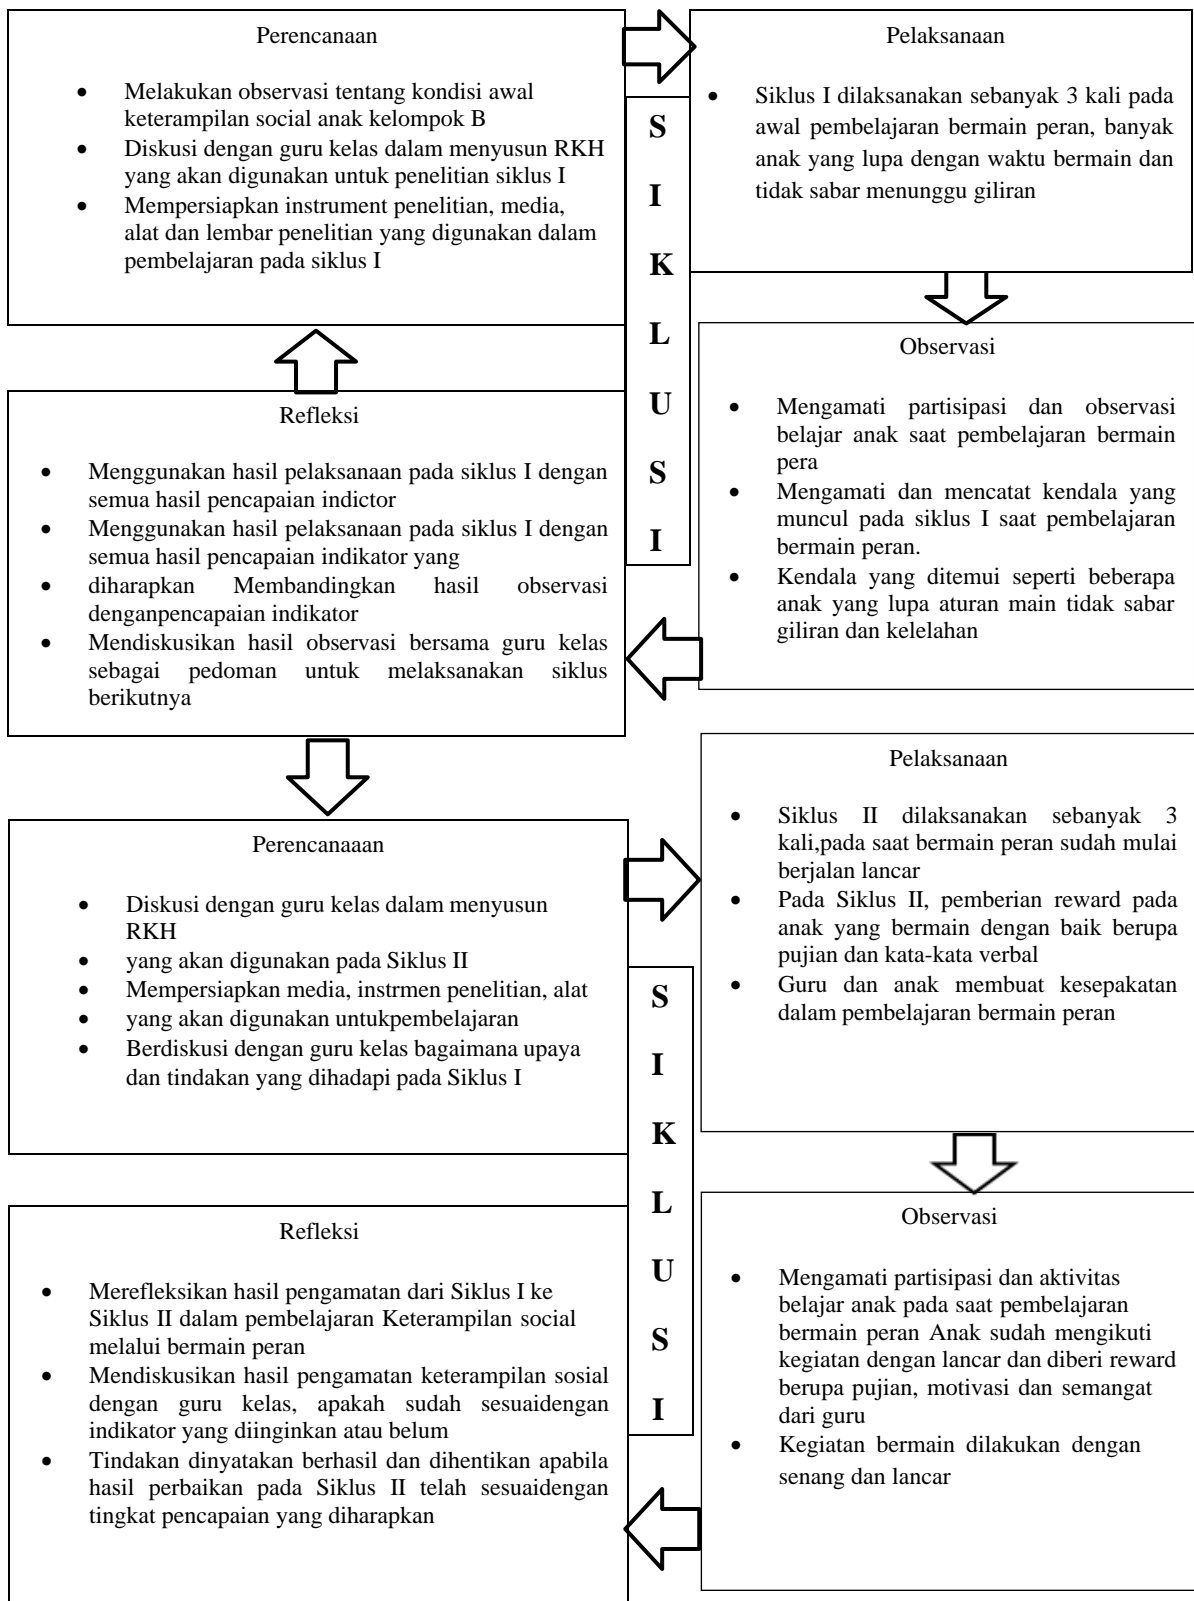 Perencanaan
• Melakukan observasi tentang kondisi awal
keterampilan social anak kelompok B
• Diskusi dengan guru kelas dalam menyusun RKH
yang akan digunakan untuk penelitian siklus I
• Mempersiapkan instrument penelitian, media,
alat dan lembar penelitian yang digunakan dalam
pembelajaran pada siklus I
S
I
K
L
U
S
I
Pelaksanaan
• Siklus I dilaksanakan sebanyak 3 kali pada
awal pembelajaran bermain peran, banyak
anak yang lupa dengan waktu bermain dan
tidak sabar menunggu giliran
Observasi
• Mengamati partisipasi dan observasi
belajar anak saat pembelajaran bermain
pera
• Mengamati dan mencatat kendala yang
muncul pada siklus I saat pembelajaran
bermain peran.
• Kendala yang ditemui seperti beberapa
anak yang lupa aturan main tidak sabar
giliran dan kelelahan
Refleksi
• Menggunakan hasil pelaksanaan pada siklus I dengan
semua hasil pencapaian indictor
• Menggunakan hasil pelaksanaan pada siklus I dengan
semua hasil pencapaian indikator yang
• diharapkan Membandingkan hasil observasi
denganpencapaian indikator
• Mendiskusikan hasil observasi bersama guru kelas
sebagai pedoman untuk melaksanakan siklus
berikutnya
Perencanaaan
• Diskusi dengan guru kelas dalam menyusun
RKH
• yang akan digunakan pada Siklus II
• Mempersiapkan media, instrmen penelitian, alat
• yang akan digunakan untukpembelajaran
• Berdiskusi dengan guru kelas bagaimana upaya
dan tindakan yang dihadapi pada Siklus I
S
I
K
L
U
S
I
Pelaksanaan
• Siklus II dilaksanakan sebanyak 3
kali,pada saat bermain peran sudah mulai
berjalan lancar
• Pada Siklus II, pemberian reward pada
anak yang bermain dengan baik berupa
pujian dan kata-kata verbal
• Guru dan anak membuat kesepakatan
dalam pembelajaran bermain peran
Observasi
• Mengamati partisipasi dan aktivitas
belajar anak pada saat pembelajaran
bermain peran Anak sudah mengikuti
kegiatan dengan lancar dan diberi reward
berupa pujian, motivasi dan semangat
dari guru
• Kegiatan bermain dilakukan dengan
senang dan lancar
Refleksi
• Merefleksikan hasil pengamatan dari Siklus I ke
Siklus II dalam pembelajaran Keterampilan social
melalui bermain peran
• Mendiskusikan hasil pengamatan keterampilan sosial
dengan guru kelas, apakah sudah sesuaidengan
indikator yang diinginkan atau belum
• Tindakan dinyatakan berhasil dan dihentikan apabila
hasil perbaikan pada Siklus II telah sesuaidengan
tingkat pencapaian yang diharapkan